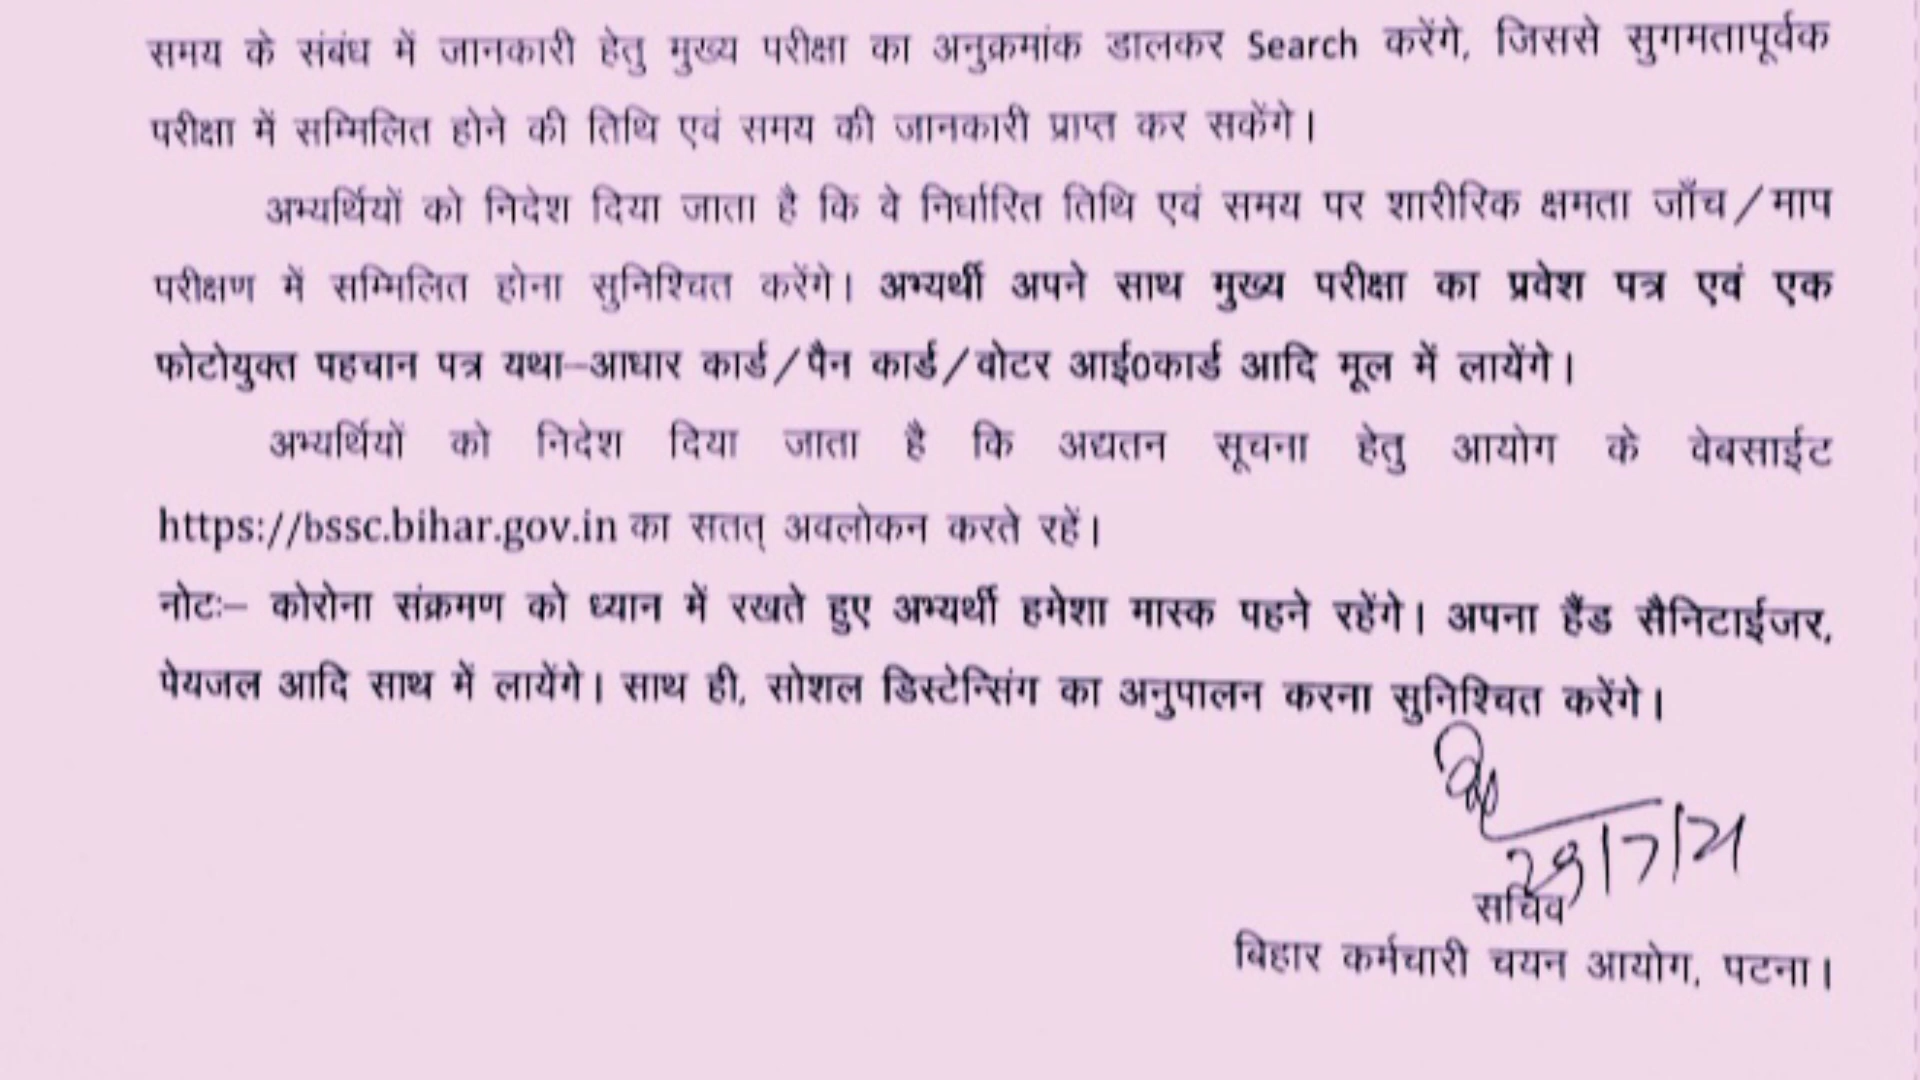 समय के संबंध में जानकारी हेतु मुख्य परीक्षा का अनुक्रमांक डालकर Search करेंगे, जिससे सुगमतापूर्वक
परीक्षा में सम्मिलित होने की तिथि एवं समय की जानकारी प्राप्त कर सकेंगे।
अभ्यर्थियों को निदेश दिया जाता है कि वे निर्धारित तिथि एवं समय पर शारीरिक क्षमता जाँच/माप
परीक्षण में सम्मिलित होना सुनिश्चित करेंगे। अभ्यर्थी अपने साथ मुख्य परीक्षा का प्रवेश पत्र एवं एक
फोटोयुक्त पहचान पत्र यथा–आधार कार्ड/पैन कार्ड/वोटर आई0कार्ड आदि मूल में लायेंगे।
अभ्यर्थियों को निदेश दिया जाता है कि अद्यतन सूचना हेतु आयोग के वेबसाईट
https://bssc.bihar.gov.in का सतत् अवलोकन करते रहें।
नोटः– कोरोना संक्रमण को ध्यान में रखते हुए अभ्यर्थी हमेशा मास्क पहने रहेंगे। अपना हैंड सैनिटाईजर,
पेयजल आदि साथ में लायेंगे। साथ ही, सोशल डिस्टेन्सिंग का अनुपालन करना सुनिश्चित करेंगे।
29/7/21
सचिव
बिहार कर्मचारी चयन आयोग, पटना।